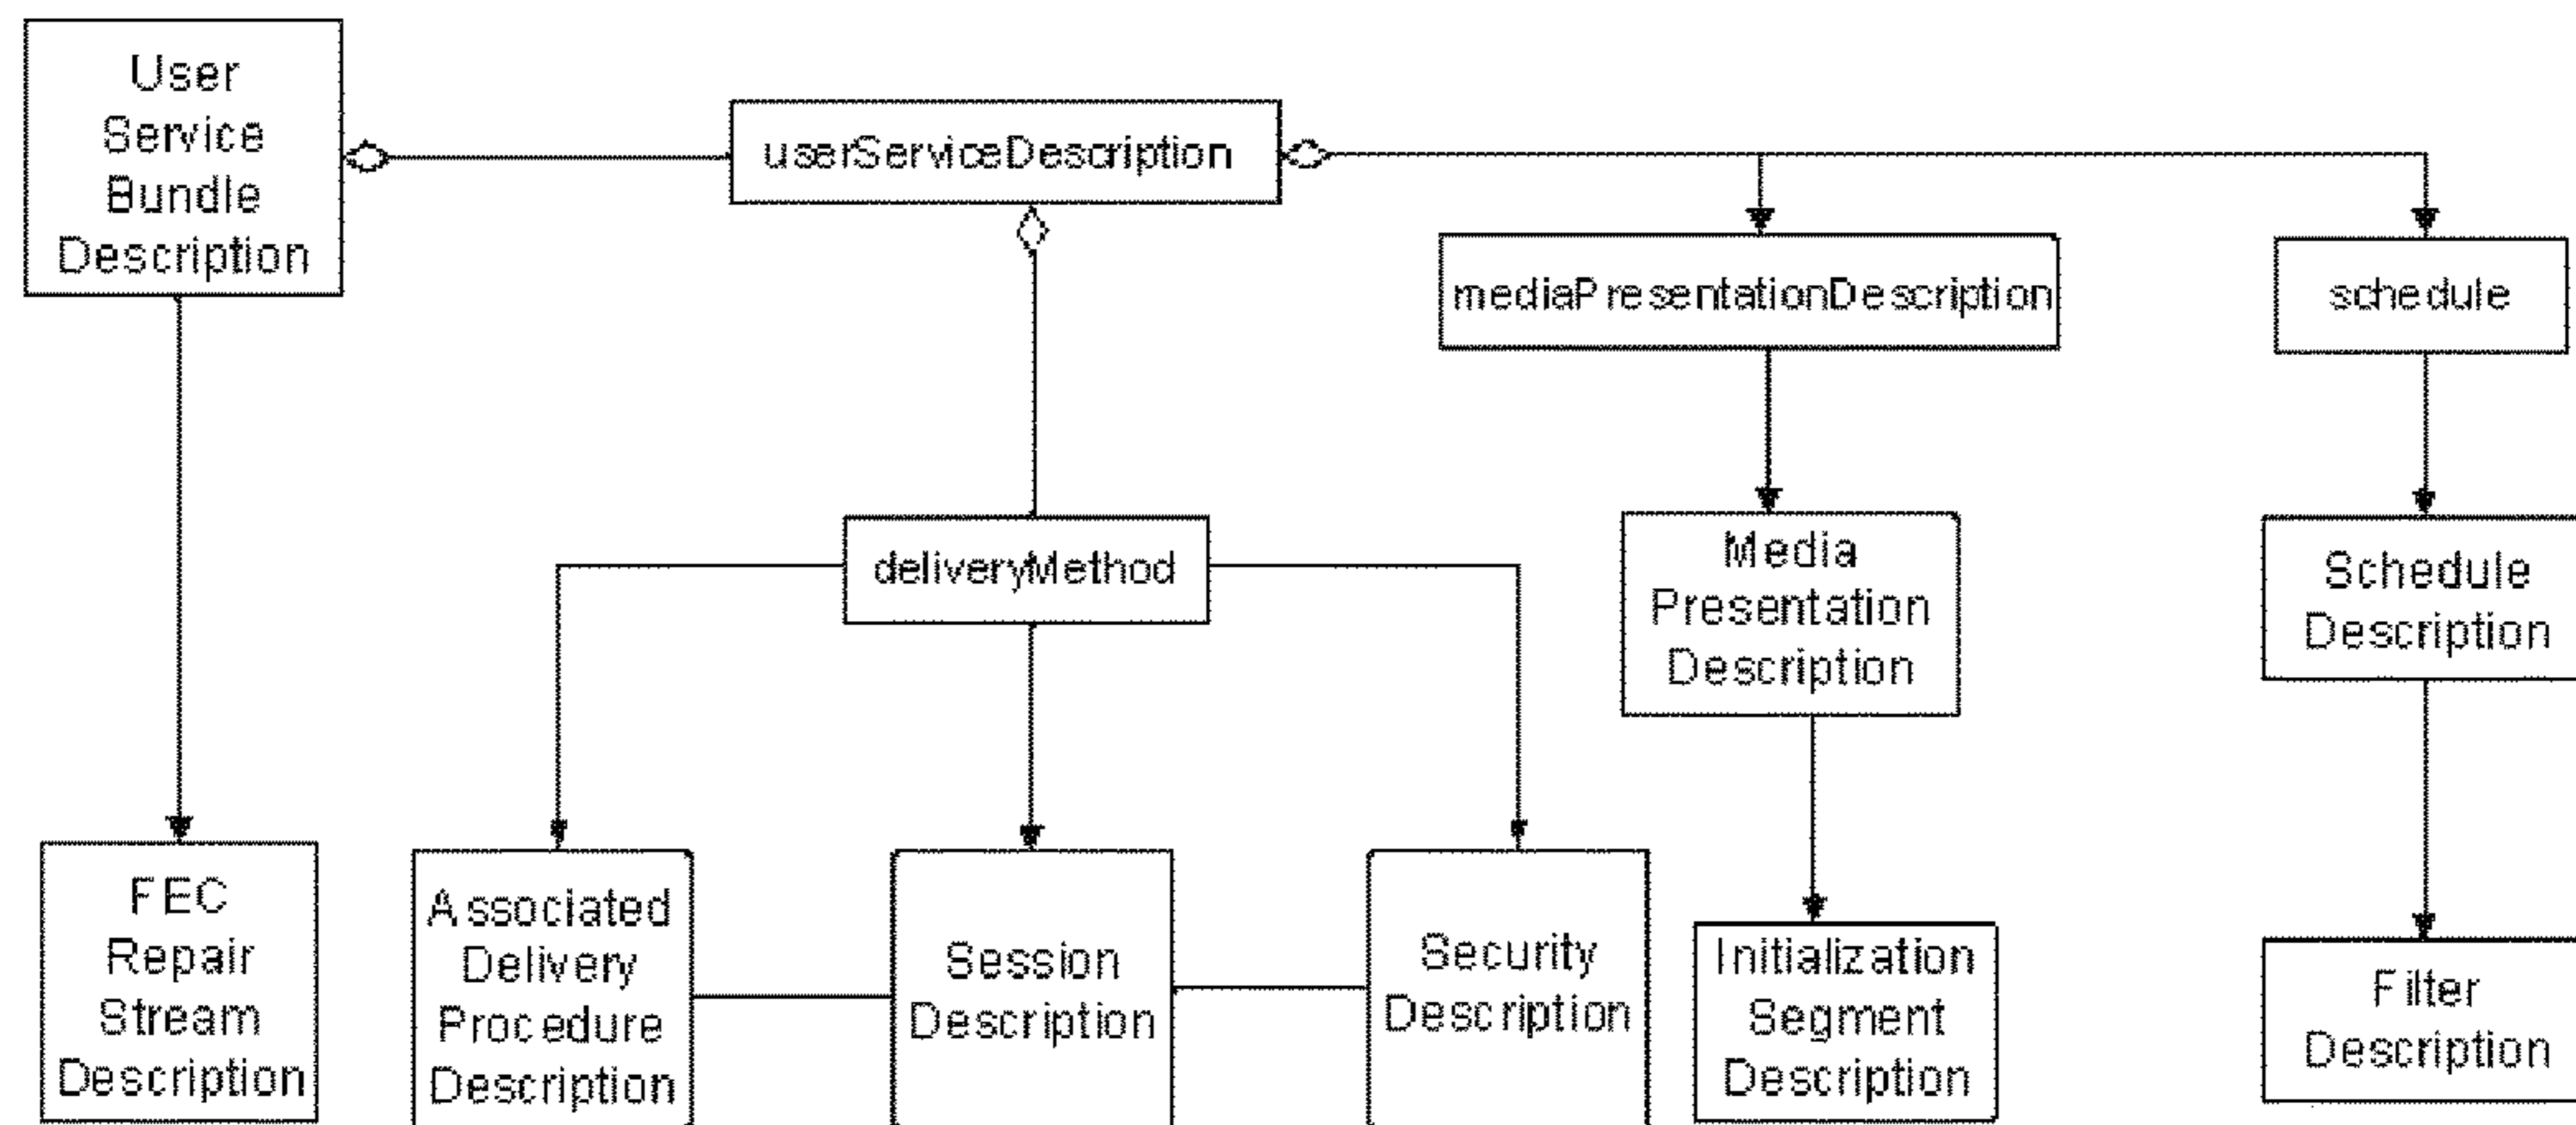 User
Service
Bundle
Description
userServiceDescription
mediaPresentationDescription
schedule
deliveryMethod
Media
Presentation
Description
Schedule
Description
FEC
Repair
Stream
Description
Associated
Delivery
Procedure
Description
Session
Description
Security
Description
Initialization
Segment
Description
Filter
Description